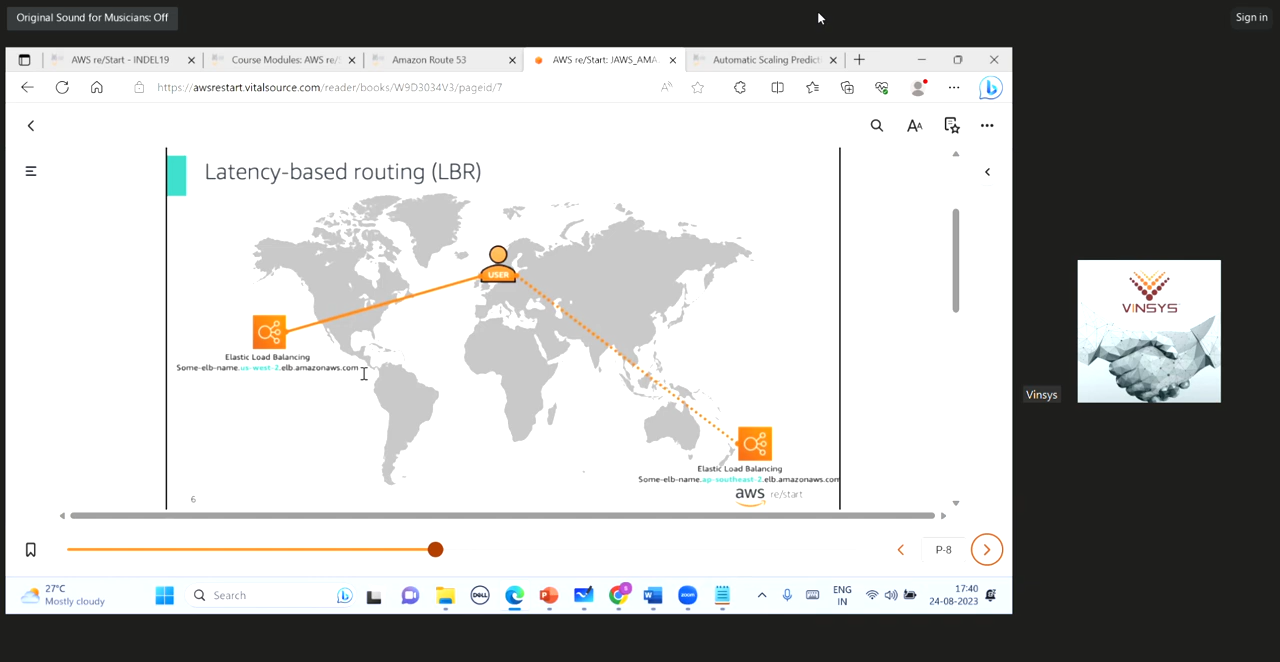 Original Sound for Musicians: Off
Sign in
AWS re/Start - INDEL19
Course Modules: AWS re/
Amazon Route 53
AWS re/Start: JAWS_AMA
Automatic Scaling Predicti
https://awsrestart.vitalsource.com/reader/books/W9D3034V3/pageid/7
Latency-based routing (LBR)
USER
Elastic Load Balancing
Some-elb-name.us-west-2.elb.amazonaws.com
Elastic Load Balancing
Some-elb-name.ap-southeast-2.elb.amazonaws.com
6
aws re/start
VINSYS
Vinsys
P-8
27°C
Mostly cloudy
Search
DELL
zoom
ENG
IN
17:40
24-08-2023